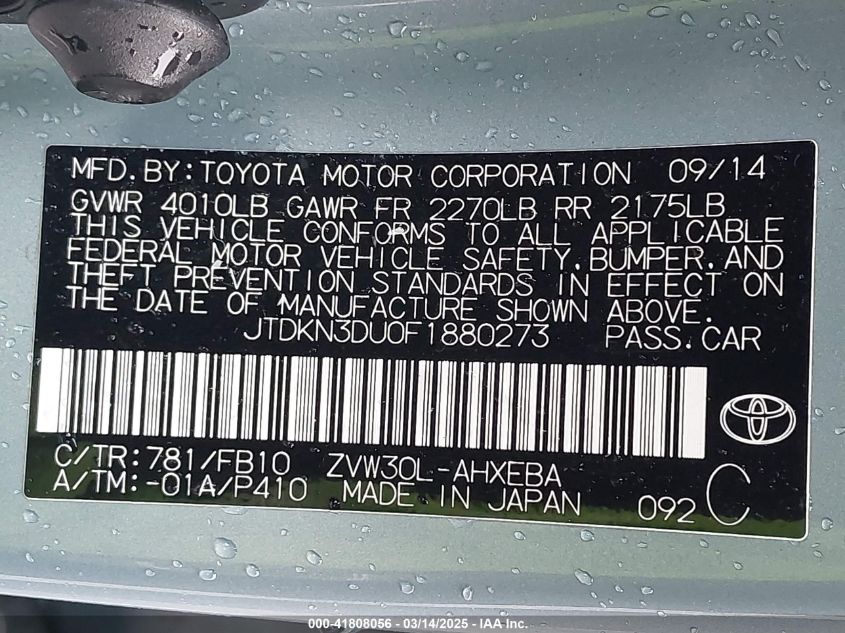 MFD. BY: TOYOTA MOTOR CORPORATION 09/14
GVWR 4010LB GAWR FR 2270LB RR 2175LB
THIS VEHICLE CONFORMS TO ALL APPLICABLE
FEDERAL MOTOR VEHICLE SAFETY, BUMPER, AND
THEFT PREVENTION STANDARDS IN EFFECT ON
THE DATE OF MANUFACTURE SHOWN ABOVE.
JTDKN3DU0F1880273 PASS. CAR
C/TR: 781/FB10 ZVW30L-AHXEBA
A/TM: -01A/P410 MADE IN JAPAN 092 C
000-41808056 - 03/14/2025 - IAAHQ_Template